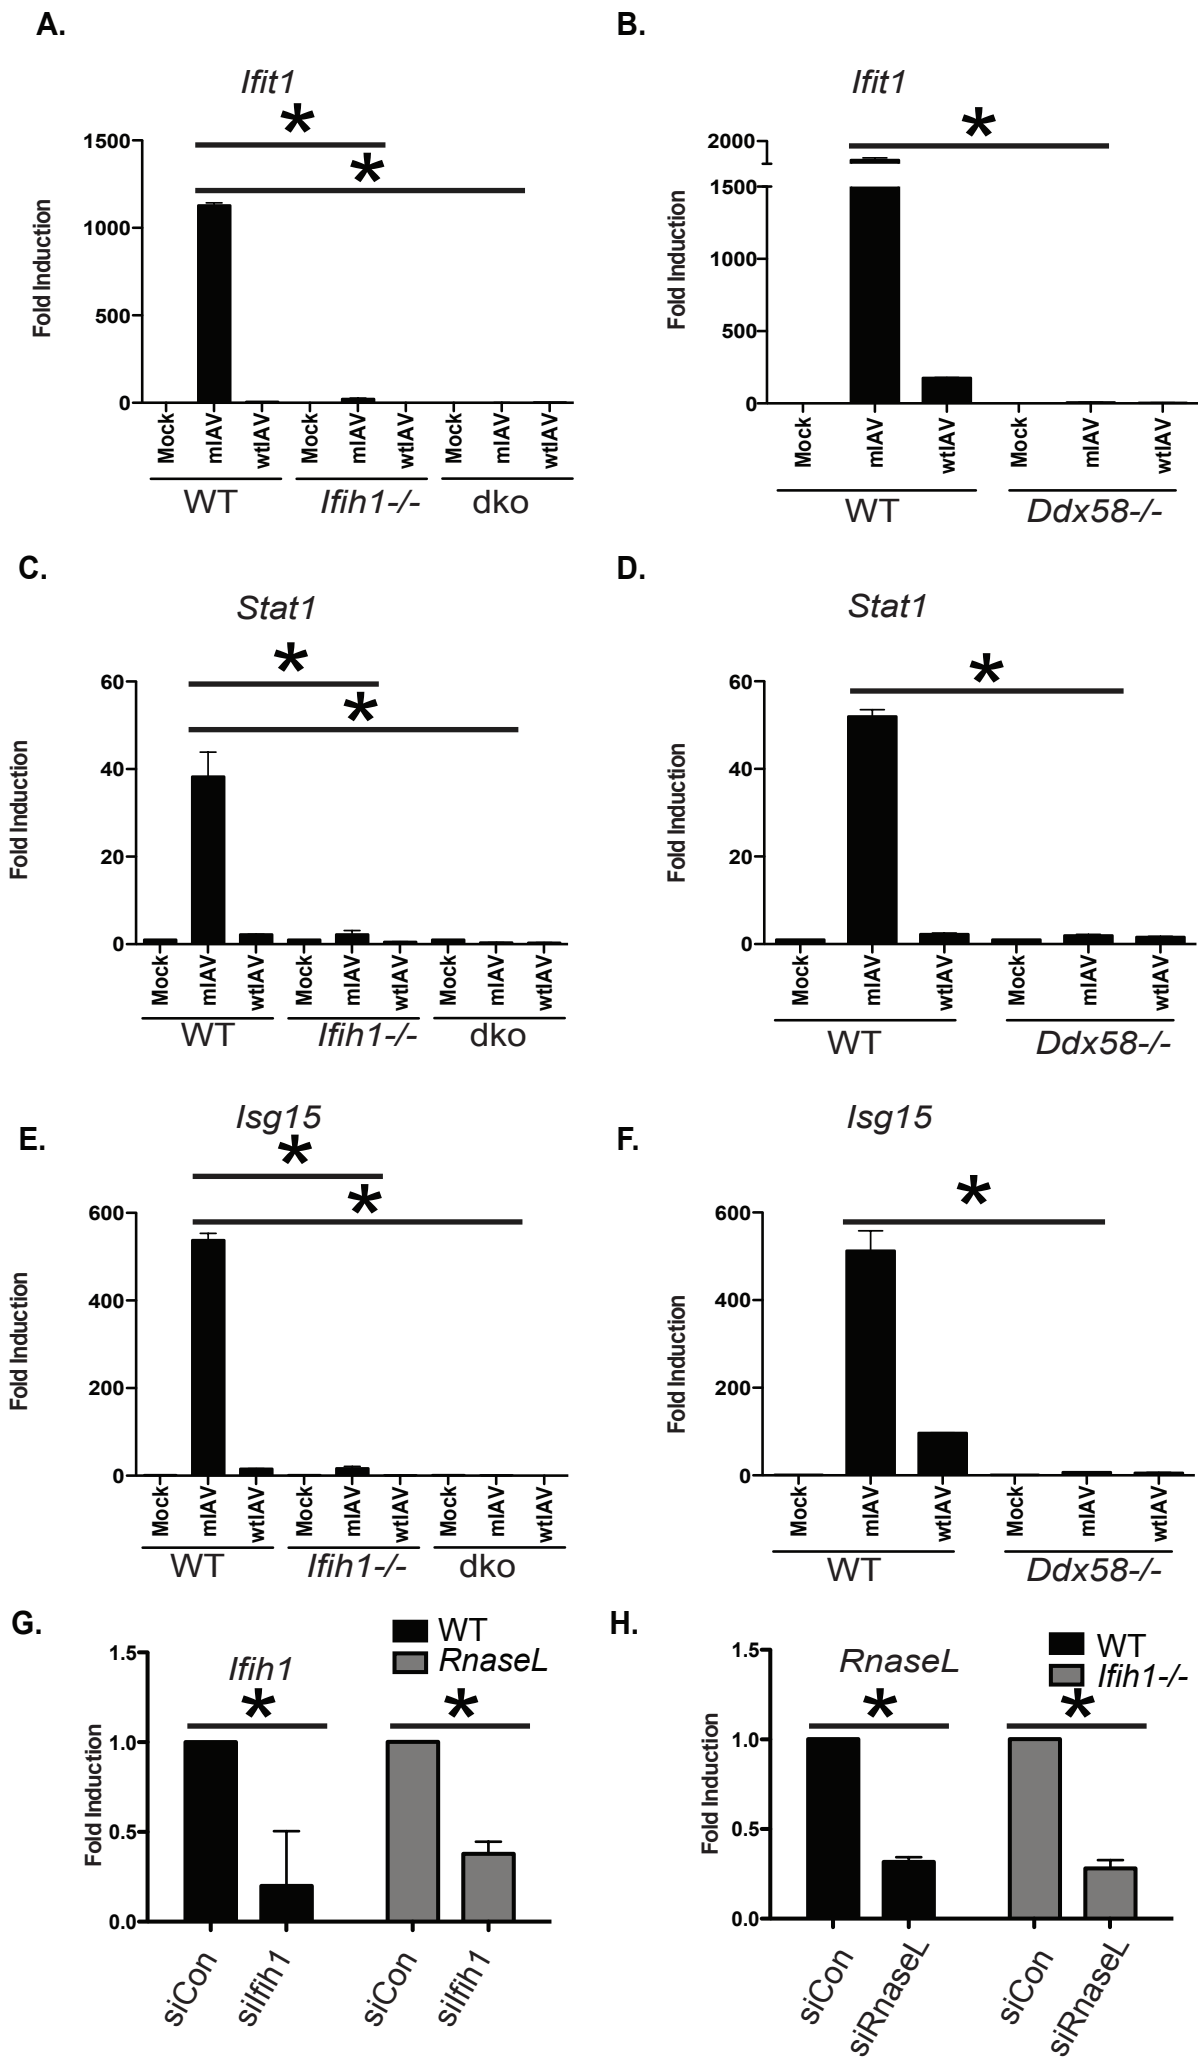 A.
Ifit1
*
*
Fold Induction
1500
1000
500
0
Mock mIAV wtIAV Mock mIAV wtIAV Mock mIAV wtIAV
WT Ifih1-/- dko
B.
Ifit1
*
Fold Induction
2000
1500
1000
500
0
Mock mIAV wtIAV Mock mIAV wtIAV
WT Ddx58-/-
C.
Stat1
*
*
Fold Induction
60
40
20
0
Mock mIAV wtIAV Mock mIAV wtIAV Mock mIAV wtIAV
WT Ifih1-/- dko
D.
Stat1
*
Fold Induction
60
40
20
0
Mock mIAV wtIAV Mock mIAV wtIAV
WT Ddx58-/-
E.
Isg15
*
*
Fold Induction
600
400
200
0
Mock mIAV wtIAV Mock mIAV wtIAV Mock mIAV wtIAV
WT Ifih1-/- dko
F.
Isg15
*
Fold Induction
600
400
200
0
Mock mIAV wtIAV Mock mIAV wtIAV
WT Ddx58-/-
G.
WT
RnaseL
Ifih1
* *
Fold Induction
1.5
1.0
0.5
0.0
siCon siIfih1 siCon siIfih1
H.
WT
Ifih1-/-
RnaseL
* *
Fold Induction
1.5
1.0
0.5
0.0
siCon siRnaseL siCon siRnaseL